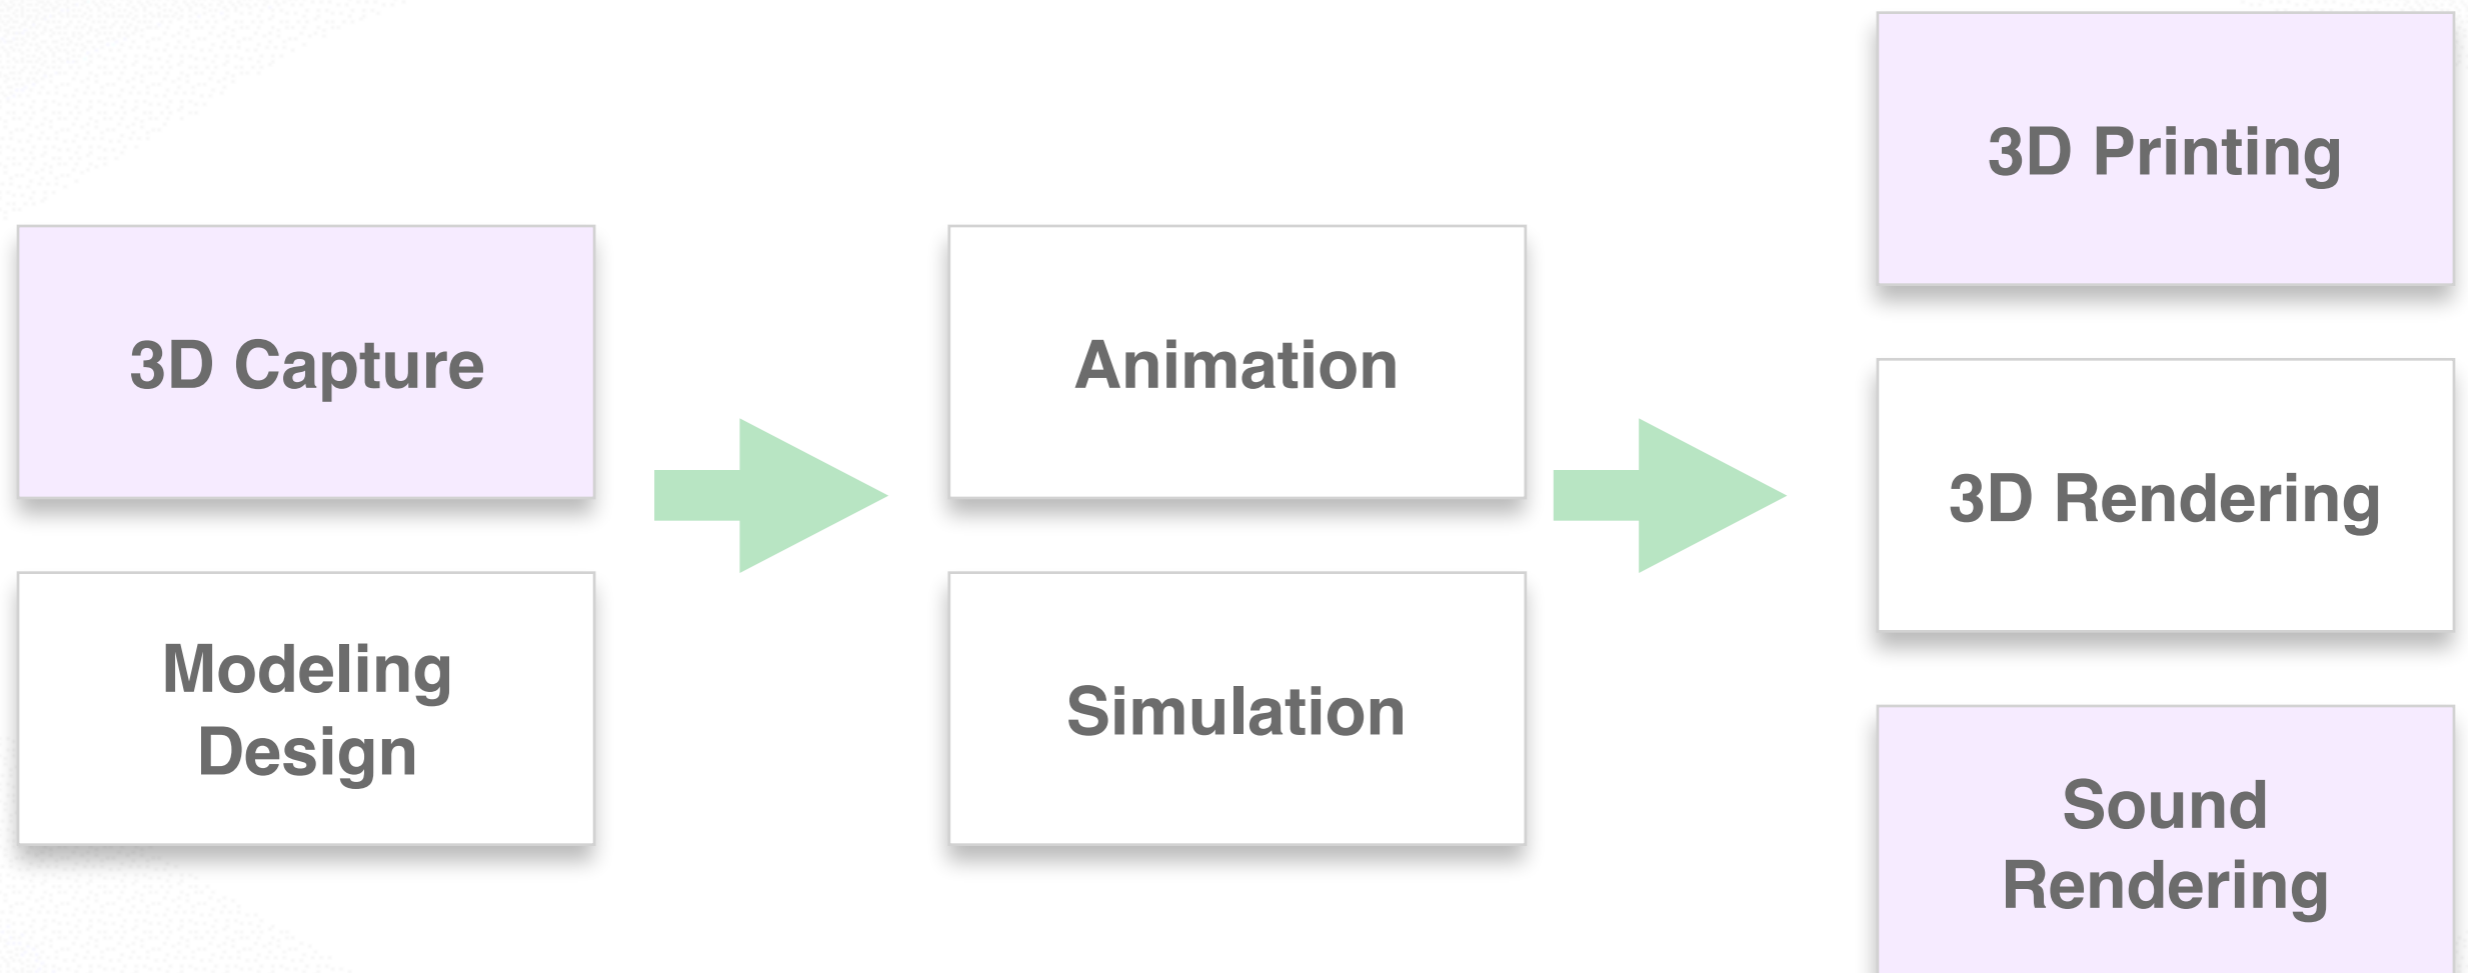 3D Capture
Modeling
Design
Animation
Simulation
3D Printing
3D Rendering
Sound
Rendering